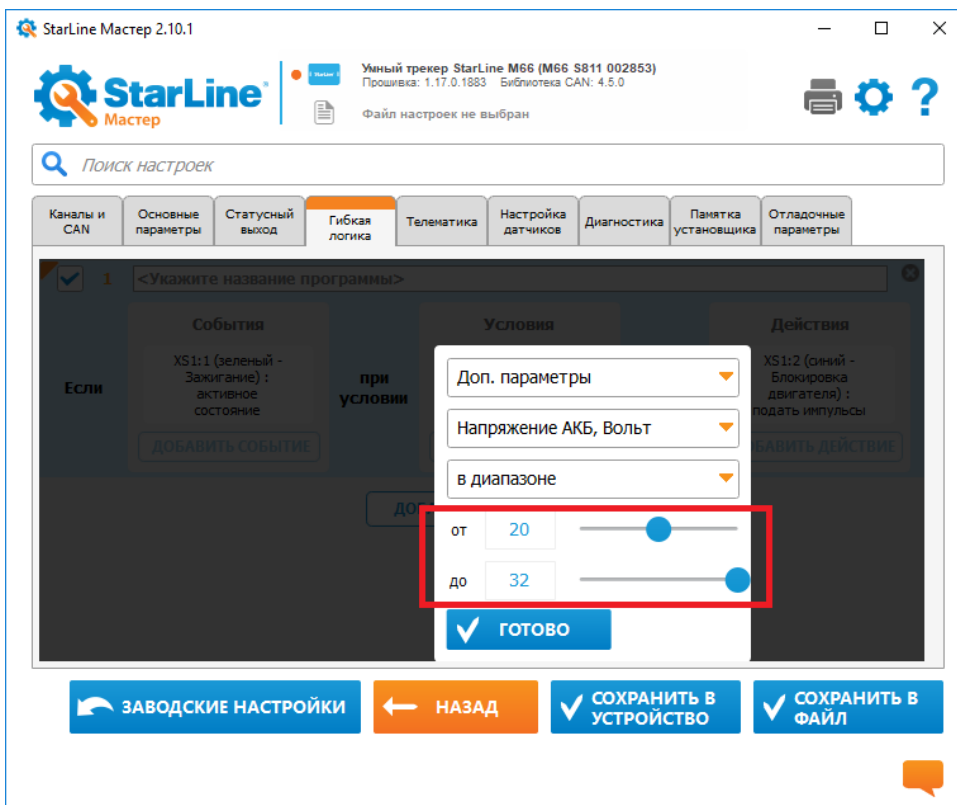 StarLine Мастер 2.10.1
StarLine
Мастер
Умный трекер StarLine M66 (M66 S811 002853)
Прошивка: 1.17.0.1883 Библиотека CAN: 4.5.0
Файл настроек не выбран
?
Поиск настроек
Каналы и CAN
Основные параметры
Статусный выход
Гибкая логика
Телематика
Настройка датчиков
Диагностика
Памятка установщика
Отладочные параметры
1 <Укажите название программы>
События
Условия
Действия
Если
XS1:1 (зеленый -
Зажигание) :
активное
состояние
ДОБАВИТЬ СОБЫТИЕ
при
условии
Доп. параметры
Напряжение АКБ, Вольт
в диапазоне
от 20
до 32
ГОТОВО
XS1:2 (синий -
Блокировка
двигателя) :
подать импульсы
ДЕЙСТВИЕ
ЗАВОДСКИЕ НАСТРОЙКИ
НАЗАД
СОХРАНИТЬ В
УСТРОЙСТВО
СОХРАНИТЬ В
ФАЙЛ